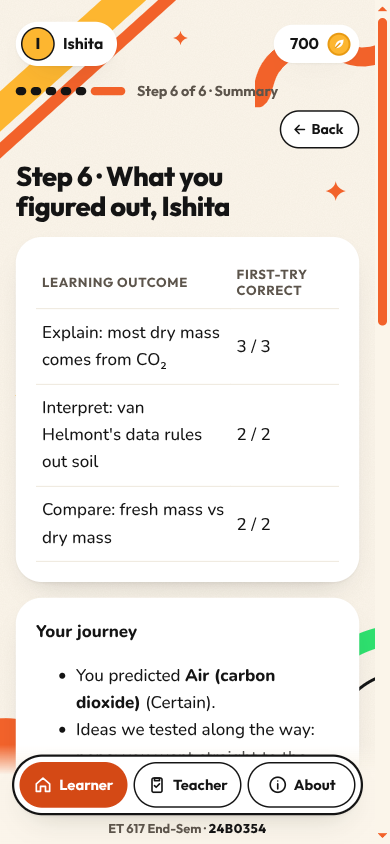 I Ishita
700
Step 6 of 6 · Summary
← Back
Step 6 · What you
figured out, Ishita
LEARNING OUTCOME
FIRST-TRY
CORRECT
Explain: most dry mass
comes from CO₂
3 / 3
Interpret: van
Helmont's data rules
out soil
2 / 2
Compare: fresh mass vs
dry mass
2 / 2
Your journey
• You predicted Air (carbon
dioxide) (Certain).
• Ideas we tested along the way:
Learner
Teacher
About
ET 617 End-Sem · 24B0354